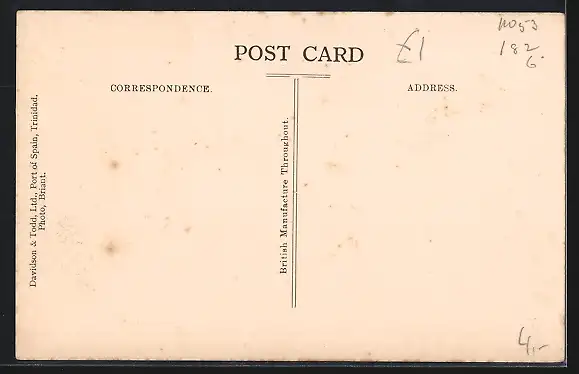 POST CARD
£1
1053
182
6
CORRESPONDENCE.
ADDRESS.
Davidson & Todd, Ltd., Port of Spain, Trinidad.
Photo, Briant.
British Manufacture Throughout.
4,-